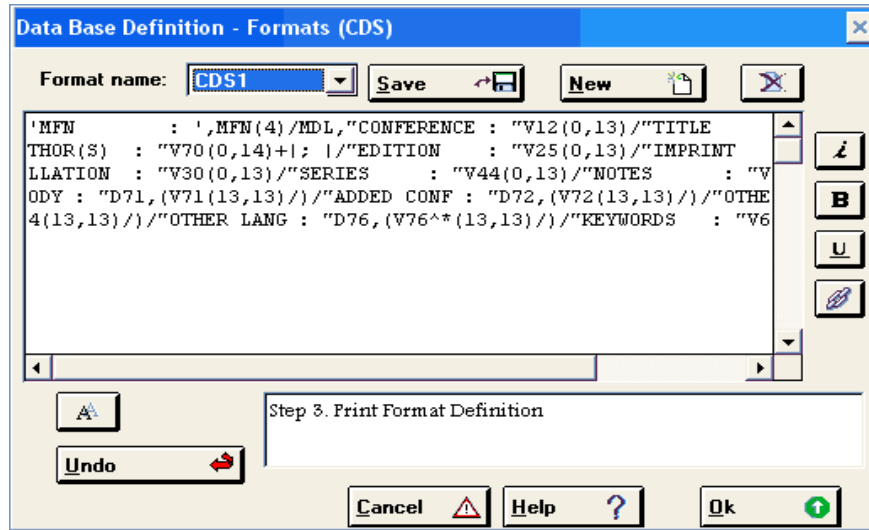 Data Base Definition - Formats (CDS)
Format name: CDS1 Save New
'MFN : ',MFN(4)/MDL,"CONFERENCE : "V12(0,13)/"TITLE
THOR(S) : "V70(0,14)+|; |/"EDITION : "V25(0,13)/"IMPRINT
LLATION : "V30(0,13)/"SERIES : "V44(0,13)/"NOTES : "V
ODY : "D71,(V71(13,13)/)/"ADDED CONF : "D72,(V72(13,13)/)/"OTHE
4(13,13)/)/"OTHER LANG : "D76,(V76^*(13,13)/)/"KEYWORDS : "V6
i
B
U
A
Step 3. Print Format Definition
Undo
Cancel Help ? Ok